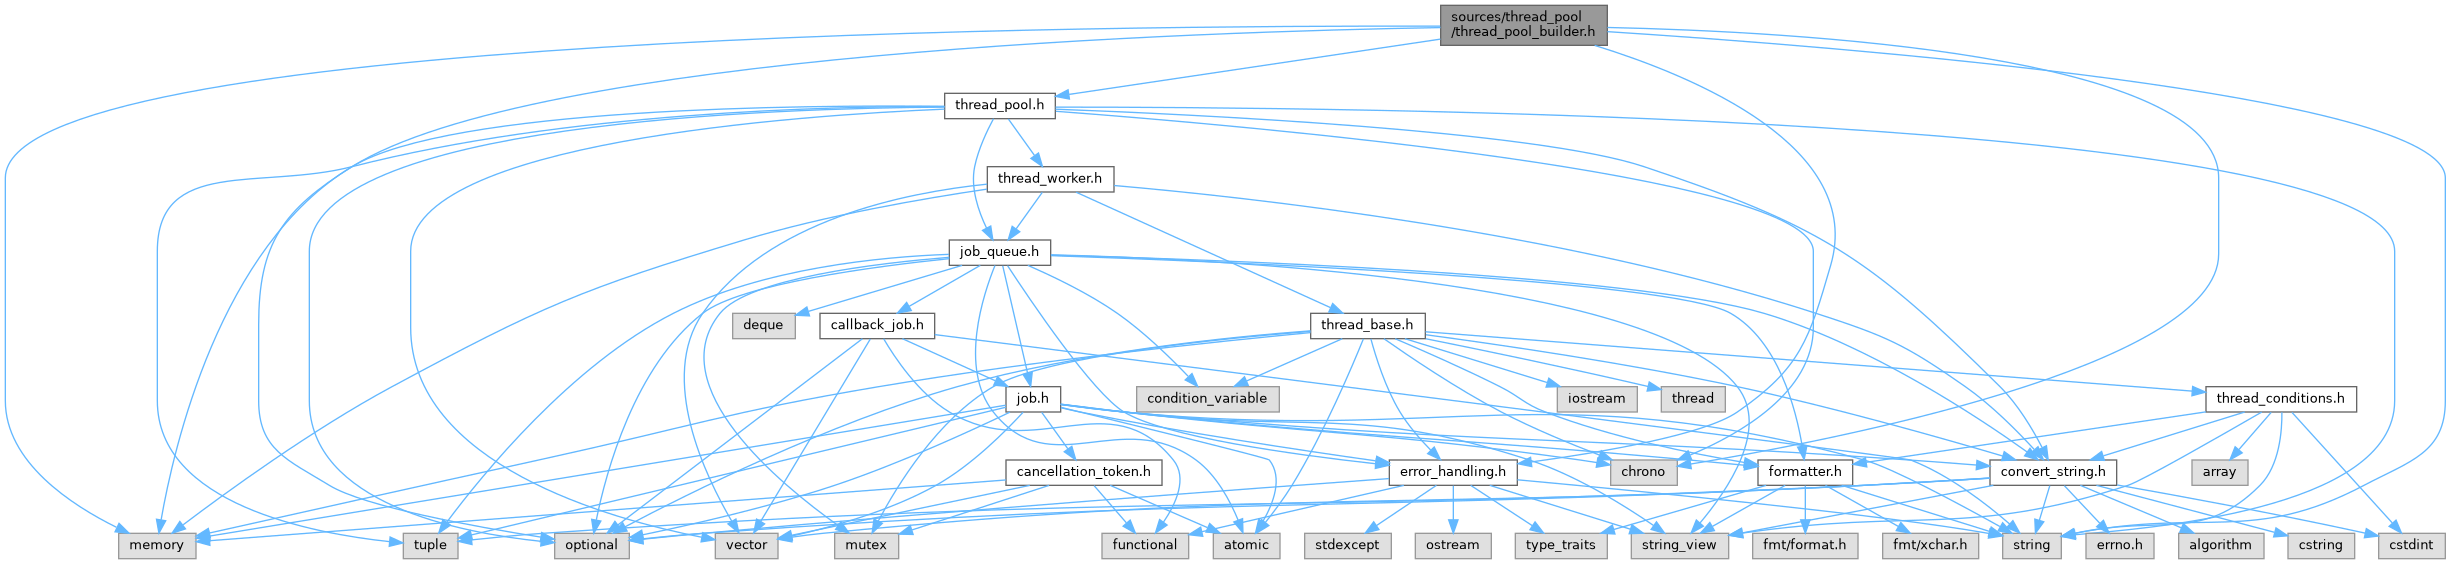 sources/thread_pool
/thread_pool_builder.h
thread_pool.h
thread_worker.h
job_queue.h
deque
callback_job.h
thread_base.h
job.h
condition_variable
iostream
thread
thread_conditions.h
cancellation_token.h
error_handling.h
chrono
formatter.h
convert_string.h
array
memory
tuple
optional
vector
mutex
functional
atomic
stdexcept
ostream
type_traits
string_view
fmt/format.h
fmt/xchar.h
string
errno.h
algorithm
cstring
cstdint